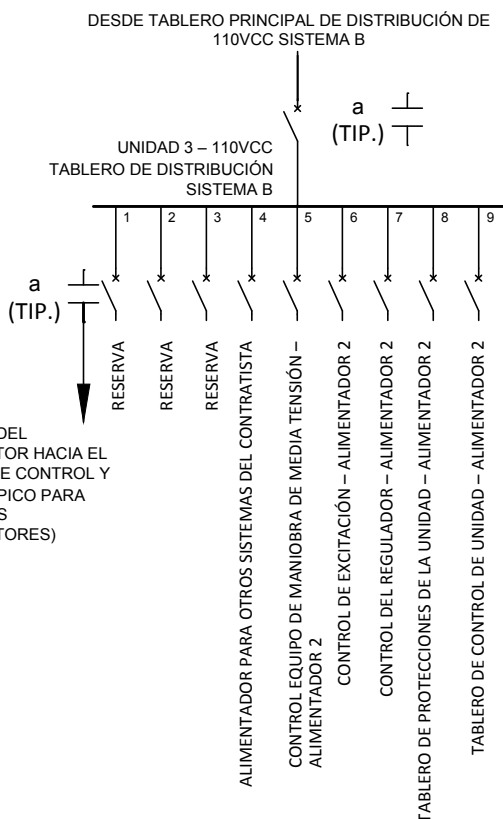 DESDE TABLERO PRINCIPAL DE DISTRIBUCIÓN DE
110VCC SISTEMA B
a
(TIP.)
UNIDAD 3 – 110VCC
TABLERO DE DISTRIBUCIÓN
SISTEMA B
1
2
3
4
5
6
7
8
9
a
(TIP.)
RESERVA
RESERVA
RESERVA
ALIMENTADOR PARA OTROS SISTEMAS DEL CONTRATISTA
CONTROL EQUIPO DE MANIOBRA DE MEDIA TENSIÓN –
ALIMENTADOR 2
CONTROL DE EXCITACIÓN – ALIMENTADOR 2
CONTROL DEL REGULADOR – ALIMENTADOR 2
TABLERO DE PROTECCIONES DE LA UNIDAD – ALIMENTADOR 2
TABLERO DE CONTROL DE UNIDAD – ALIMENTADOR 2
DEL
TOR HACIA EL
E CONTROL Y
PICO PARA
S
TORES)